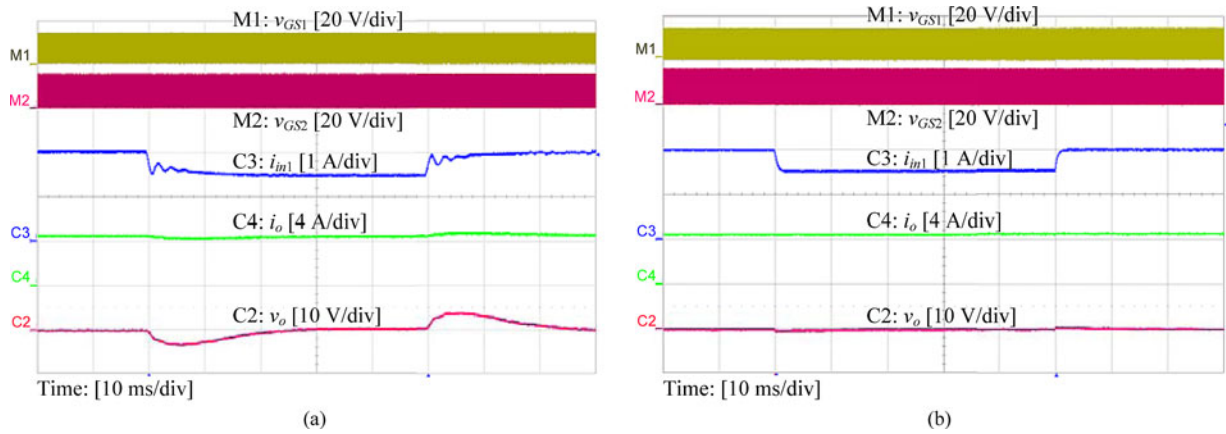 M1: vGS1 [20 V/div]
M1
M2
M2: vGS2 [20 V/div]
C3: iin1 [1 A/div]
C4: io [4 A/div]
C3
C4
C2: vo [10 V/div]
C2
Time: [10 ms/div]
(a)
M1: vGS1 [20 V/div]
M1
M2
M2: vGS2 [20 V/div]
C3: iin1 [1 A/div]
C4: io [4 A/div]
C3
C4
C2: vo [10 V/div]
C2
Time: [10 ms/div]
(b)